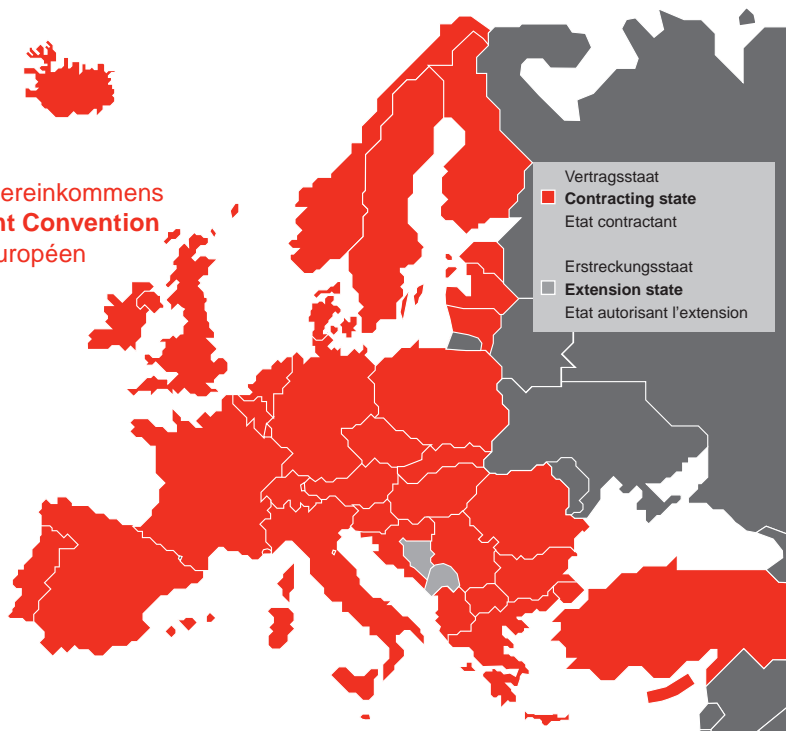 ereinkommens
nt Convention
uropéen
Vertragsstaat
Contracting state
Etat contractant
Erstreckungsstaat
Extension state
Etat autorisant l'extension